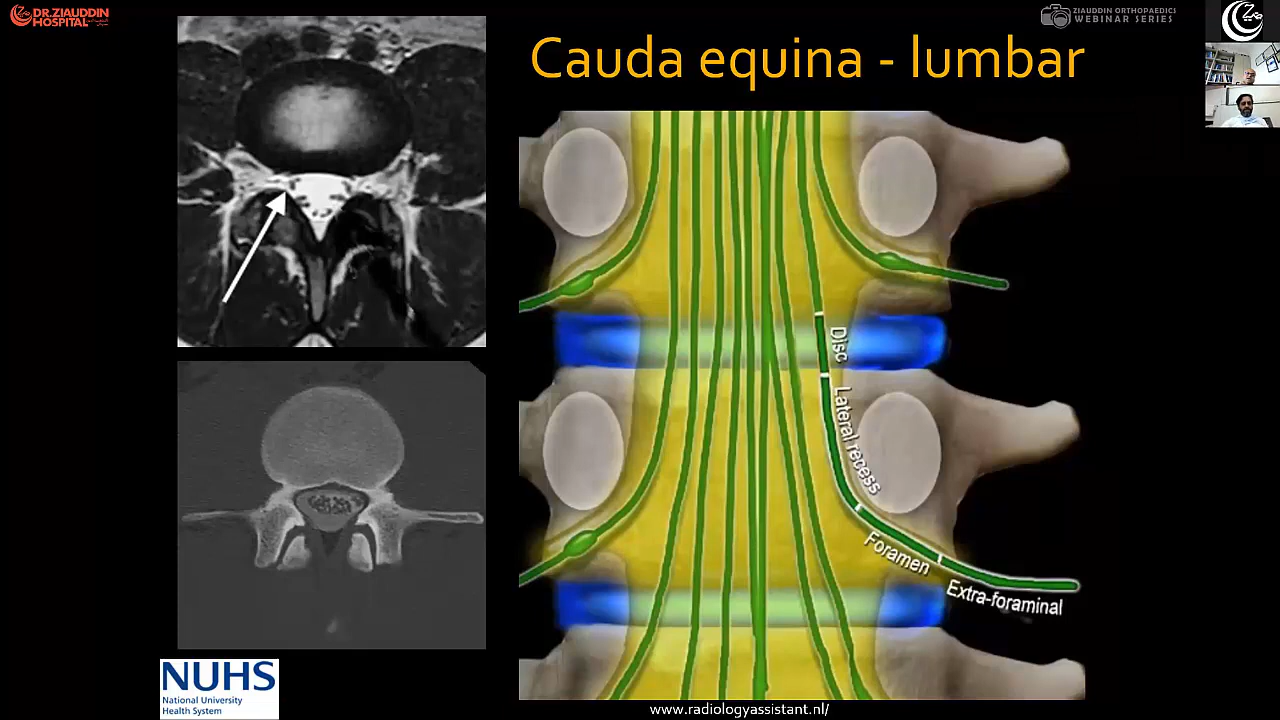 DR.ZIAUDDIN
HOSPITAL
ZIAUDDIN ORTHOPAEDICS
WEBINAR SERIES
Cauda equina - lumbar
Disc
Lateral recess
Foramen
Extra-foraminal
NUHS
National University
Health System
www.radiologyassistant.nl/